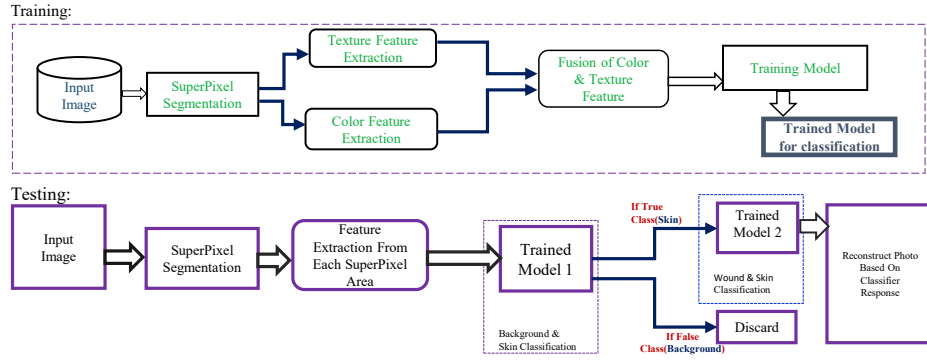 Training:
Input
Image
SuperPixel
Segmentation
Texture Feature
Extraction
Color Feature
Extraction
Fusion of Color
& Texture
Feature
Training Model
Trained Model
for classification
Testing:
Input
Image
SuperPixel
Segmentation
Feature
Extraction From
Each SuperPixel
Area
Trained
Model 1
Background &
Skin Classification
If True
Class(Skin)
Trained
Model 2
Wound & Skin
Classification
If False
Class(Background)
Discard
Reconstruct Photo
Based On
Classifier
Response